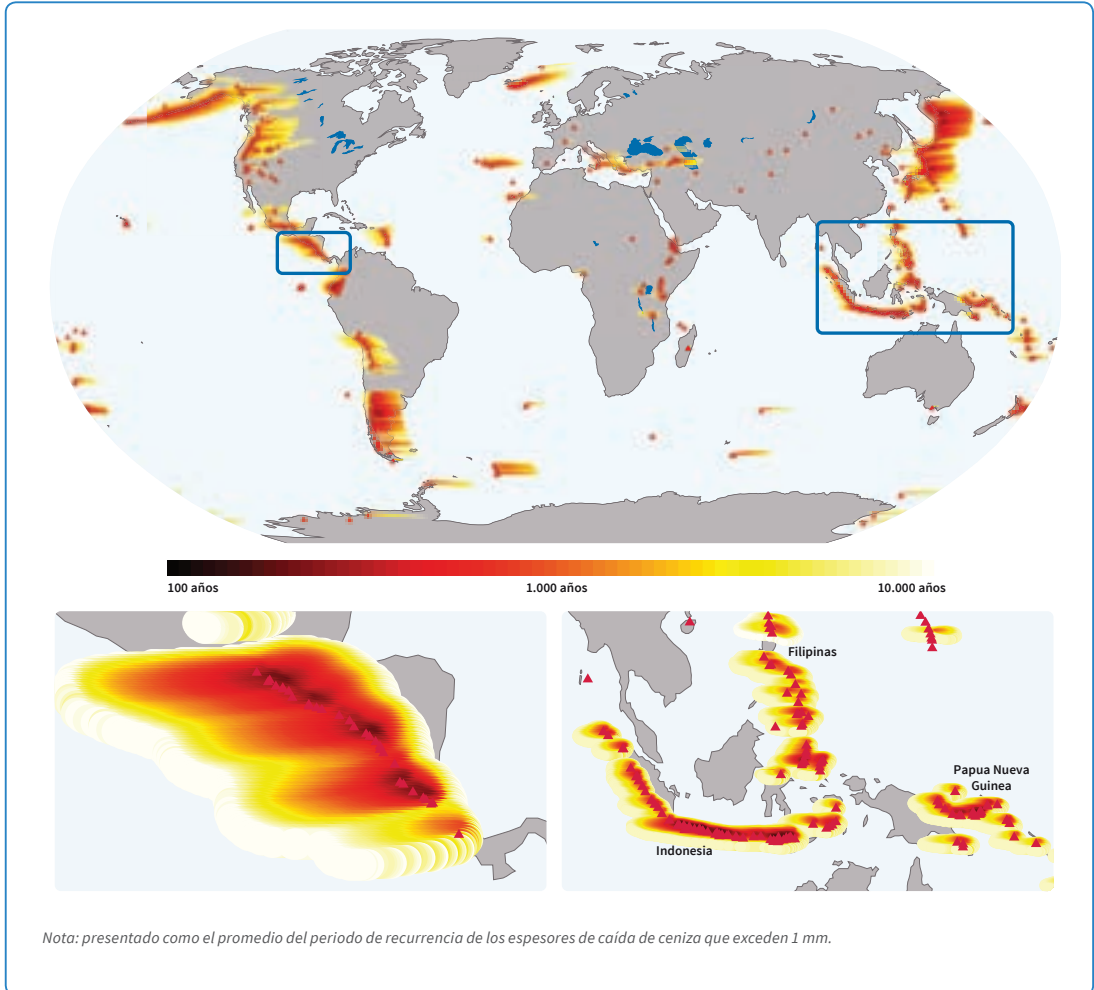 100 años
1.000 años
10.000 años
Filipinas
Papua Nueva
Guinea
Indonesia
Nota: presentado como el promedio del periodo de recurrencia de los espesores de caída de ceniza que exceden 1 mm.